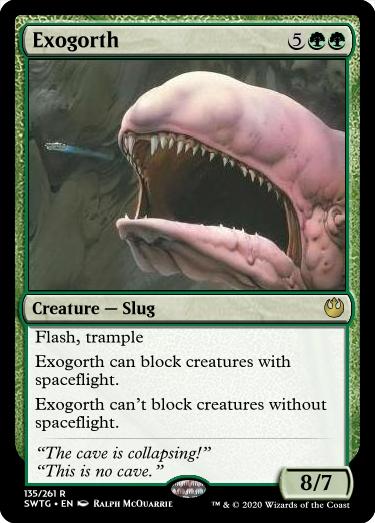 Exogorth 5
Creature — Slug
Flash, trample
Exogorth can block creatures with
spaceflight.
Exogorth can't block creatures without
spaceflight.
"The cave is collapsing!"
"This is no cave."
8/7
135/261 R
SWTG • EN Ralph McQuarrie
™ & © 2020 Wizards of the Coast